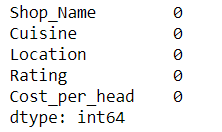 Shop_Name 0
Cuisine 0
Location 0
Rating 0
Cost_per_head 0
dtype: int64